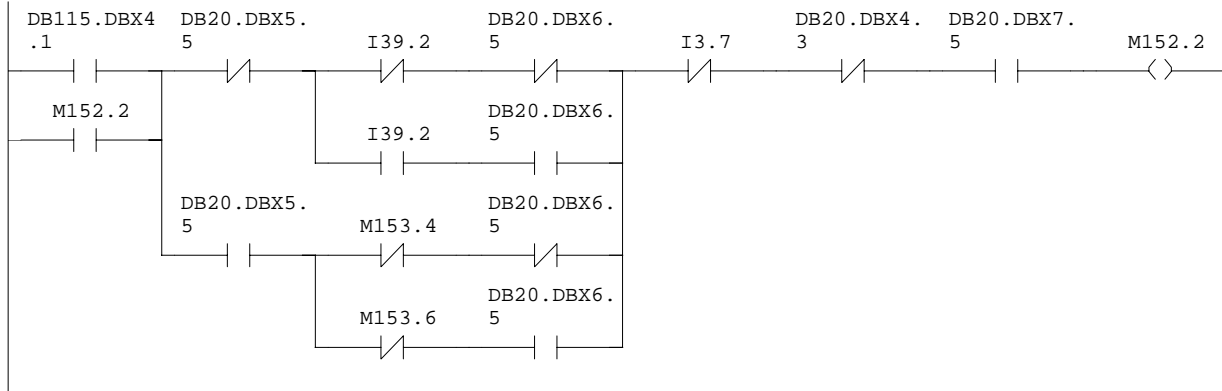 DB115.DBX4 DB20.DBX5. DB20.DBX6. DB20.DBX4. DB20.DBX7.
.1 5 I39.2 5 I3.7 3 5 M152.2
M152.2 DB20.DBX6.
I39.2 5
DB20.DBX5. DB20.DBX6.
5 M153.4 5
DB20.DBX6.
M153.6 5